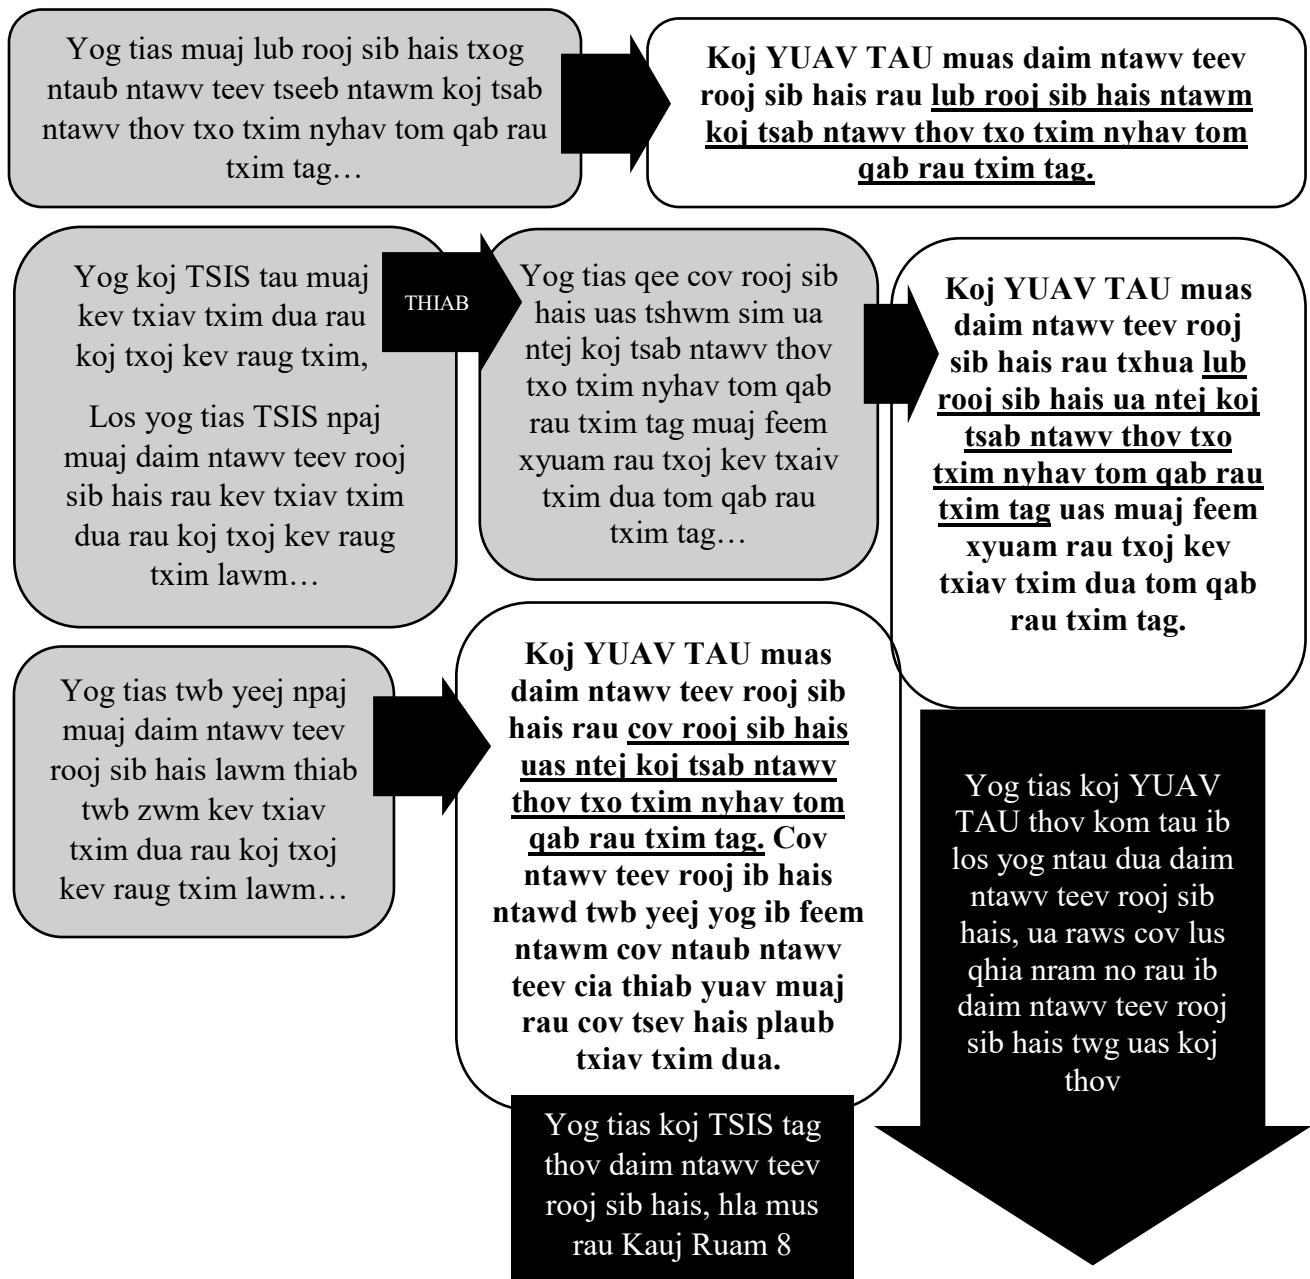 Yog tias muaj lub rooj sib hais txog
ntaub ntawv teev tseeb ntawm koj tsab
ntawv thov txo txim nyhav tom qab rau
txim tag…
Koj YUAV TAU muas daim ntawv teev
rooj sib hais rau lub rooj sib hais ntawm
koj tsab ntawv thov txo txim nyhav tom
qab rau txim tag.
Yog koj TSIS tau muaj
kev txiav txim dua rau
koj txoj kev raug txim,
Los yog tias TSIS npaj
muaj daim ntawv teev rooj
sib hais rau kev txiav txim
dua rau koj txoj kev raug
txim lawm…
THIAB
Yog tias qee cov rooj sib
hais uas tshwm sim ua
ntej koj tsab ntawv thov
txo txim nyhav tom qab
rau txim tag muaj feem
xyuam rau txoj kev txaiv
txim dua tom qab rau
txim tag…
Koj YUAV TAU muas
daim ntawv teev rooj
sib hais rau txhua lub
rooj sib hais ua ntej koj
tsab ntawv thov txo
txim nyhav tom qab rau
txim tag uas muaj feem
xyuam rau txoj kev
txiav txim dua tom qab
rau txim tag.
Yog tias twb yeej npaj
muaj daim ntawv teev
rooj sib hais lawm thiab
twb zwm kev txiav
txim dua rau koj txoj
kev raug txim lawm…
Koj YUAV TAU muas
daim ntawv teev rooj sib
hais rau cov rooj sib hais
uas ntej koj tsab ntawv
thov txo txim nyhav tom
qab rau txim tag. Cov
ntawv teev rooj ib hais
ntawd twb yeej yog ib feem
ntawm cov ntaub ntawv
teev cia thiab yuav muaj
rau cov tsev hais plaub
txiav txim dua.
Yog tias koj YUAV
TAU thov kom tau ib
los yog ntau dua daim
ntawv teev rooj sib
hais, ua raws cov lus
qhia nram no rau ib
daim ntawv teev rooj
sib hais twg uas koj
thov
Yog tias koj TSIS tag
thov daim ntawv teev
rooj sib hais, hla mus
rau Kauj Ruam 8